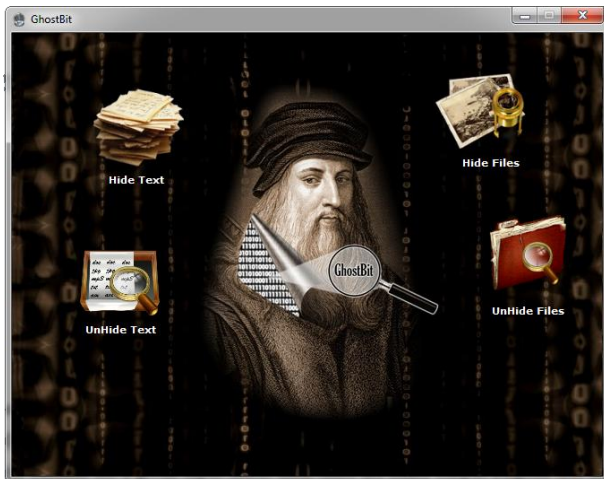 GhostBit
Hide Text
Hide Files
GhostBit
UnHide Text
UnHide Files